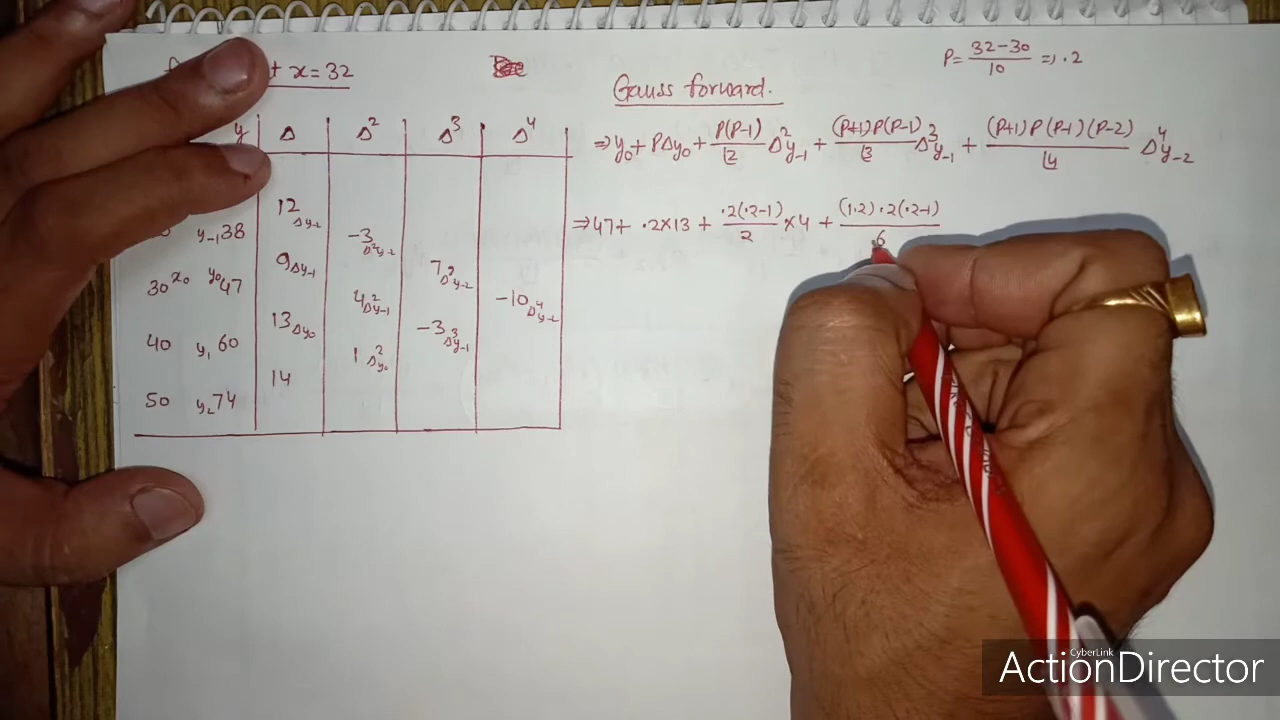 t x=32
P= 32-30/10 =, .2
Gauss forward.
y Δ Δ² Δ³ Δ⁴
⇒ y₀ + PΔy₀ + P(P-1)/⌊2 Δ²y₋₁ + (P+1)P(P-1)/⌊3 Δ³y₋₁ + (P+1)P(P-1)(P-2)/⌊4 Δ⁴y₋₂
12
y₋₁ 38 -3 Δ²y₋₂
⇒ 47 + .2×13 + .2(.2-1)/2 ×4 + (1.2).2(.2-1)/6
9 Δy₋₁ 7 Δ³y₋₂
30 x₀ y₀ 47 4 Δ²y₋₁ -10 Δ⁴y₋₂
13 Δy₀ -3 Δ³y₋₁
40 y₁ 60 1 Δ²y₀
14
50 y₂ 74
CyberLink
ActionDirector